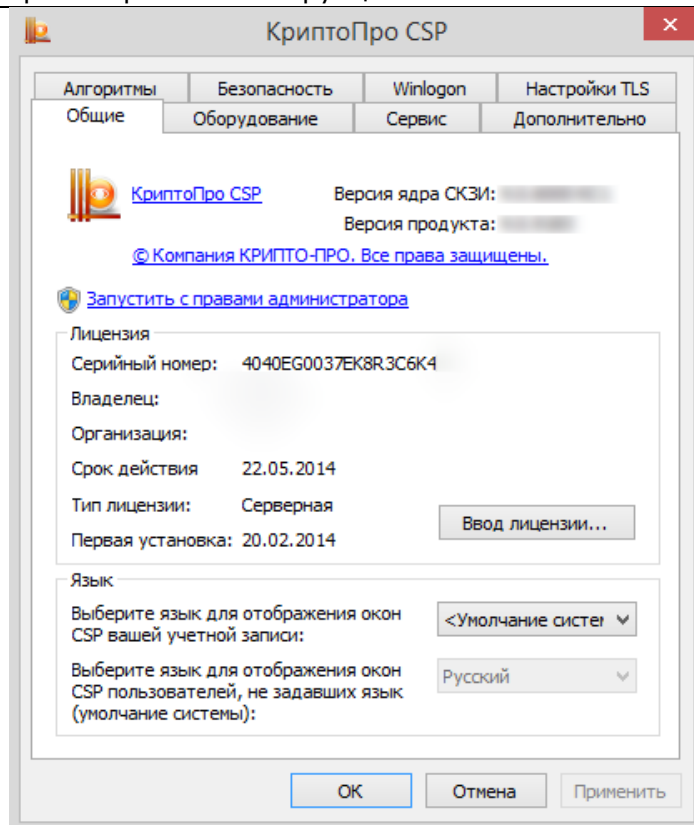 КриптоПро CSP
Алгоритмы Безопасность Winlogon Настройки TLS
Общие Оборудование Сервис Дополнительно
КриптоПро CSP Версия ядра СКЗИ:
Версия продукта:
© Компания КРИПТО-ПРО. Все права защищены.
Запустить с правами администратора
Лицензия
Серийный номер: 4040EG0037EK8R3C6K4
Владелец:
Организация:
Срок действия 22.05.2014
Тип лицензии: Серверная
Ввод лицензии...
Первая установка: 20.02.2014
Язык
Выберите язык для отображения окон
CSP вашей учетной записи:
<Умолчание систем
Выберите язык для отображения окон
CSP пользователей, не задавших язык
(умолчание системы):
Русский
ОК Отмена Применить